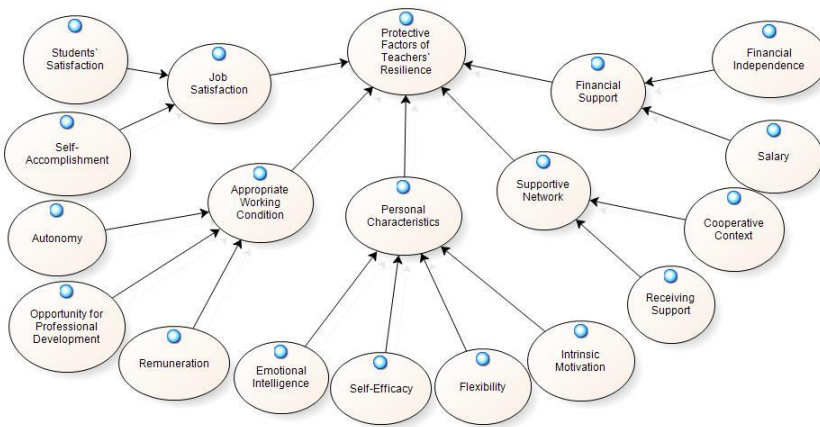 Students`
Satisfaction
Job
Satisfaction
Protective
Factors of
Teachers`
Resilience
Financial
Support
Financial
Independence
Self-
Accomplishment
Salary
Appropriate
Working
Condition
Personal
Characteristics
Supportive
Network
Cooperative
Context
Autonomy
Opportunity for
Professional
Development
Remuneration
Emotional
Intelligence
Self-Efficacy
Flexibility
Intrinsic
Motivation
Receiving
Support